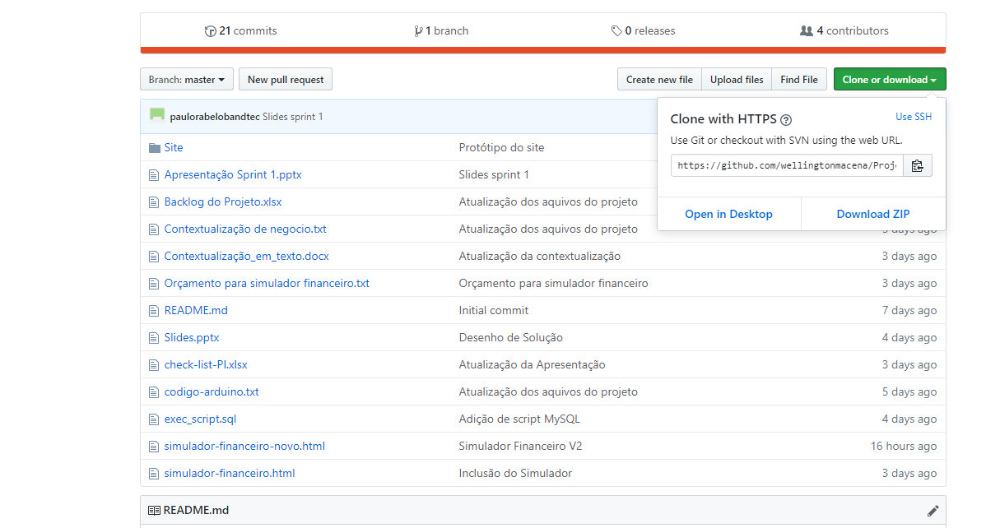 21 commits 1 branch 0 releases 4 contributors
Branch: master New pull request Create new file Upload files Find File Clone or download
paulorabelobandtec Slides sprint 1
Clone with HTTPS Use SSH
Use Git or checkout with SVN using the web URL.
https://github.com/wellingtonmacena/Proj
Open in Desktop Download ZIP
Site Protótipo do site
Apresentação Sprint 1.pptx Slides sprint 1
Backlog do Projeto.xlsx Atualização dos aquivos do projeto
Contextualização de negocio.txt Atualização dos aquivos do projeto days ago
Contextualização_em_texto.docx Atualização da contextualização 3 days ago
Orçamento para simulador financeiro.txt Orçamento para simulador financeiro 3 days ago
README.md Initial commit 7 days ago
Slides.pptx Desenho de Solução 4 days ago
check-list-PI.xlsx Atualização da Apresentação 3 days ago
codigo-arduino.txt Atualização dos aquivos do projeto 5 days ago
exec_script.sql Adição de script MySQL 4 days ago
simulador-financeiro-novo.html Simulador Financeiro V2 16 hours ago
simulador-financeiro.html Inclusão do Simulador 3 days ago
README.md